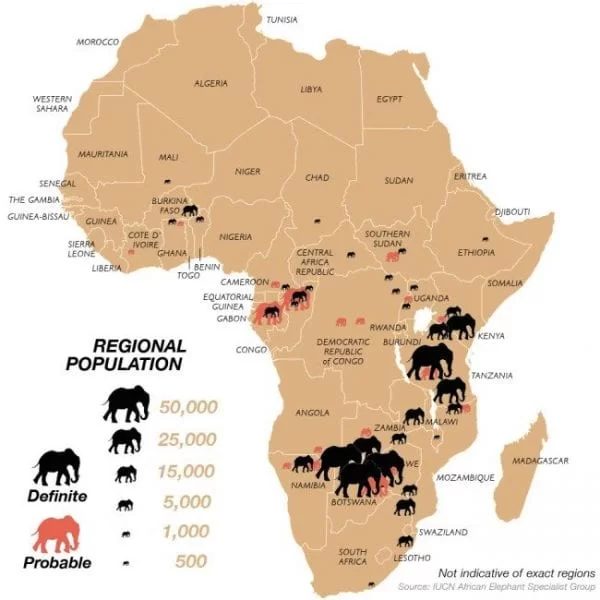 TUNISIA
MOROCCO
ALGERIA
LIBYA
EGYPT
WESTERN
SAHARA
MAURITANIA
MALI
NIGER
CHAD
SUDAN
ERITREA
SENEGAL
THE GAMBIA
GUINEA-BISSAU
GUINEA
BURKINA
FASO
DJIBOUTI
SIERRA
LEONE
LIBERIA
COTE D'
IVOIRE
GHANA
TOGO
BENIN
NIGERIA
CENTRAL
AFRICA
REPUBLIC
SOUTHERN
SUDAN
ETHIOPIA
SOMALIA
CAMEROON
EQUATORIAL
GUINEA
GABON
UGANDA
KENYA
CONGO
DEMOCRATIC
REPUBLIC
of CONGO
RWANDA
BURUNDI
TANZANIA
REGIONAL
POPULATION
50,000
25,000
15,000
5,000
1,000
500
Definite
Probable
ANGOLA
ZAMBIA
MALAWI
MADAGASCAR
WE
NAMIBIA
BOTSWANA
MOZAMBIQUE
SWAZILAND
SOUTH
AFRICA
LESOTHO
Not indicative of exact regions
Source: IUCN African Elephant Specialist Group